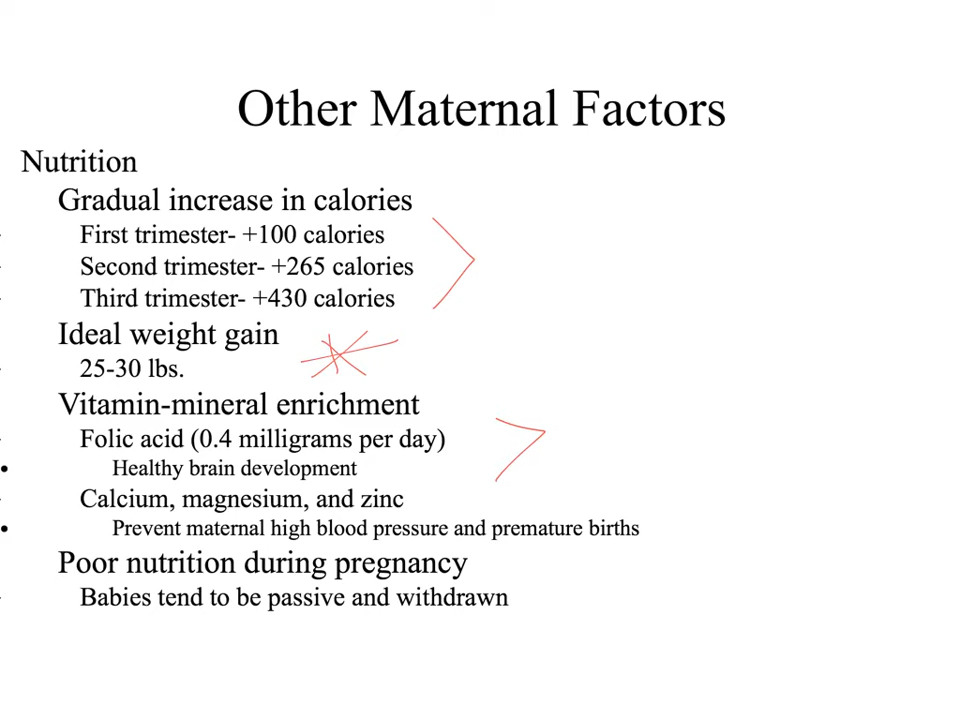 Other Maternal Factors
Nutrition
Gradual increase in calories
- First trimester- +100 calories
- Second trimester- +265 calories
- Third trimester- +430 calories
Ideal weight gain
- 25-30 lbs.
Vitamin-mineral enrichment
- Folic acid (0.4 milligrams per day)
• Healthy brain development
- Calcium, magnesium, and zinc
• Prevent maternal high blood pressure and premature births
Poor nutrition during pregnancy
- Babies tend to be passive and withdrawn